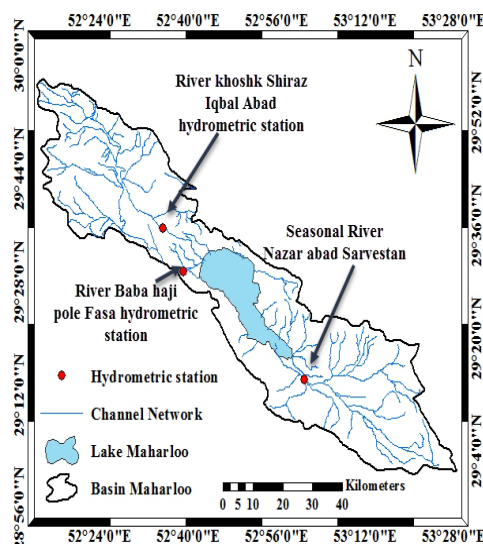 52°24'0"N 52°40'0"N 52°56'0"N 53°12'0"N 53°28'0"N
30°0'0"N
29°44'0"N
29°28'0"N
29°12'0"N
28°56'0"N
29°52'0"N
29°36'0"N
29°20'0"N
29°4'0"N
N
River khoshk Shiraz
Iqbal Abad
hydrometric station
Seasonal River
Nazar abad Sarvestan
River Baba haji
pole Fasa hydrometric
station
Hydrometric station
Channel Network
Lake Maharloo
Basin Maharloo
Kilometers
0 5 10 20 30 40
52°24'0"N 52°40'0"N 52°56'0"N 53°12'0"N 53°28'0"N